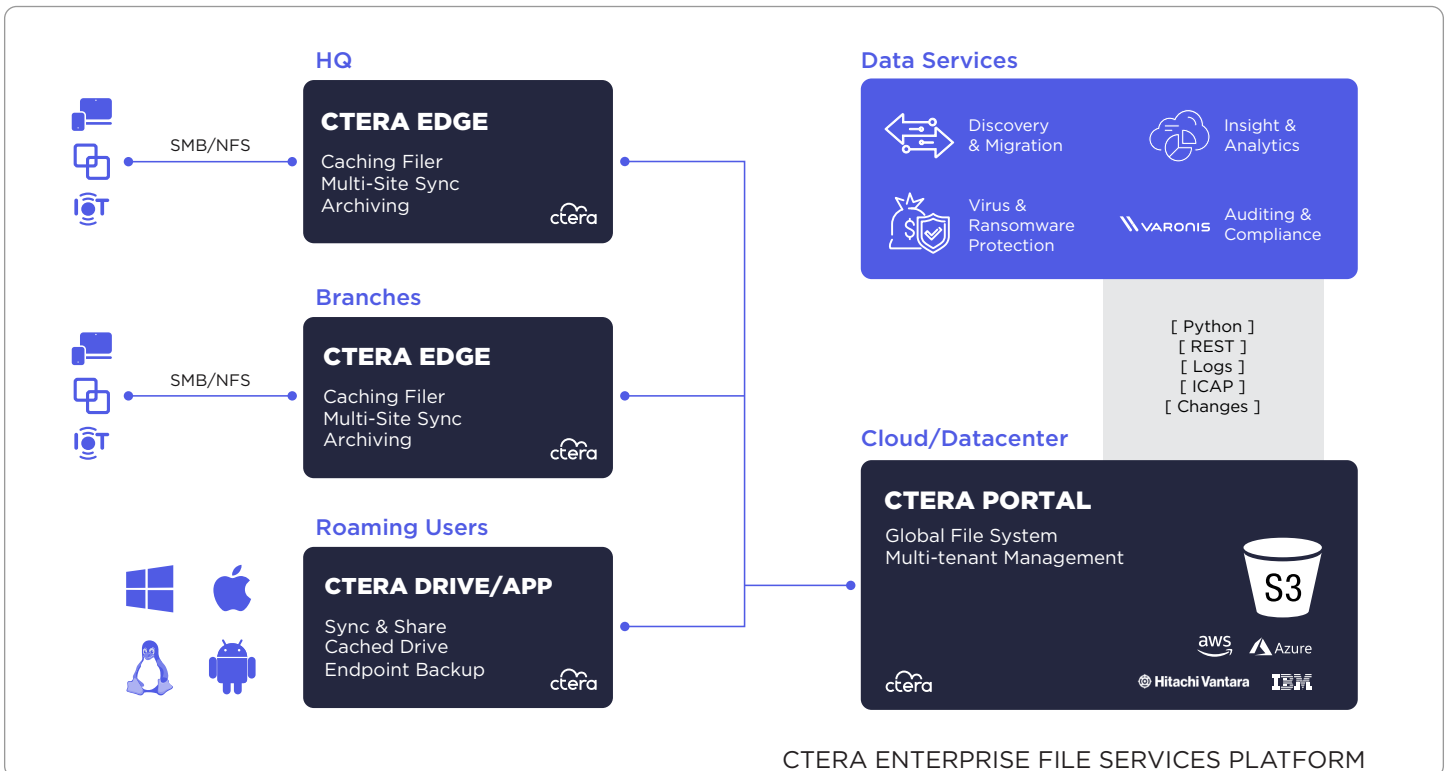 HQ
SMB/NFS
IOT
CTERA EDGE
Caching Filer
Multi-Site Sync
Archiving
ctera
Branches
SMB/NFS
IOT
CTERA EDGE
Caching Filer
Multi-Site Sync
Archiving
ctera
Roaming Users
CTERA DRIVE/APP
Sync & Share
Cached Drive
Endpoint Backup
ctera
Data Services
Discovery
& Migration
Insight &
Analytics
$
Virus &
Ransomware
Protection
VARONIS
Auditing &
Compliance
[ Python ]
[ REST ]
[ Logs ]
[ ICAP ]
[ Changes ]
Cloud/Datacenter
CTERA PORTAL
Global File System
Multi-tenant Management
S3
aws
Azure
Hitachi Vantara
IBM
ctera
CTERA ENTERPRISE FILE SERVICES PLATFORM